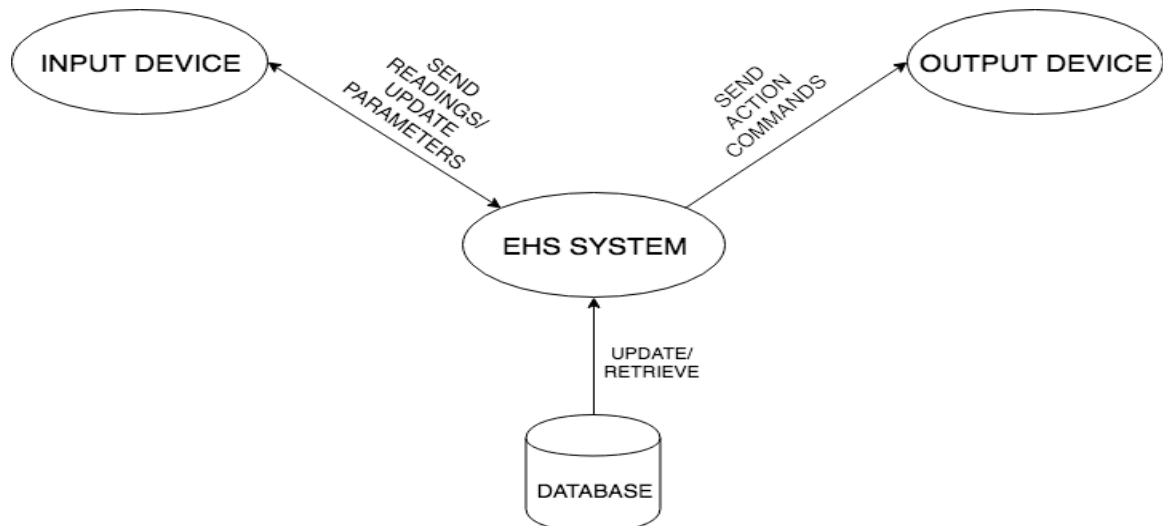 INPUT DEVICE
SEND
READINGS/
UPDATE
PARAMETERS
SEND
ACTION
COMMANDS
OUTPUT DEVICE
EHS SYSTEM
UPDATE/
RETRIEVE
DATABASE